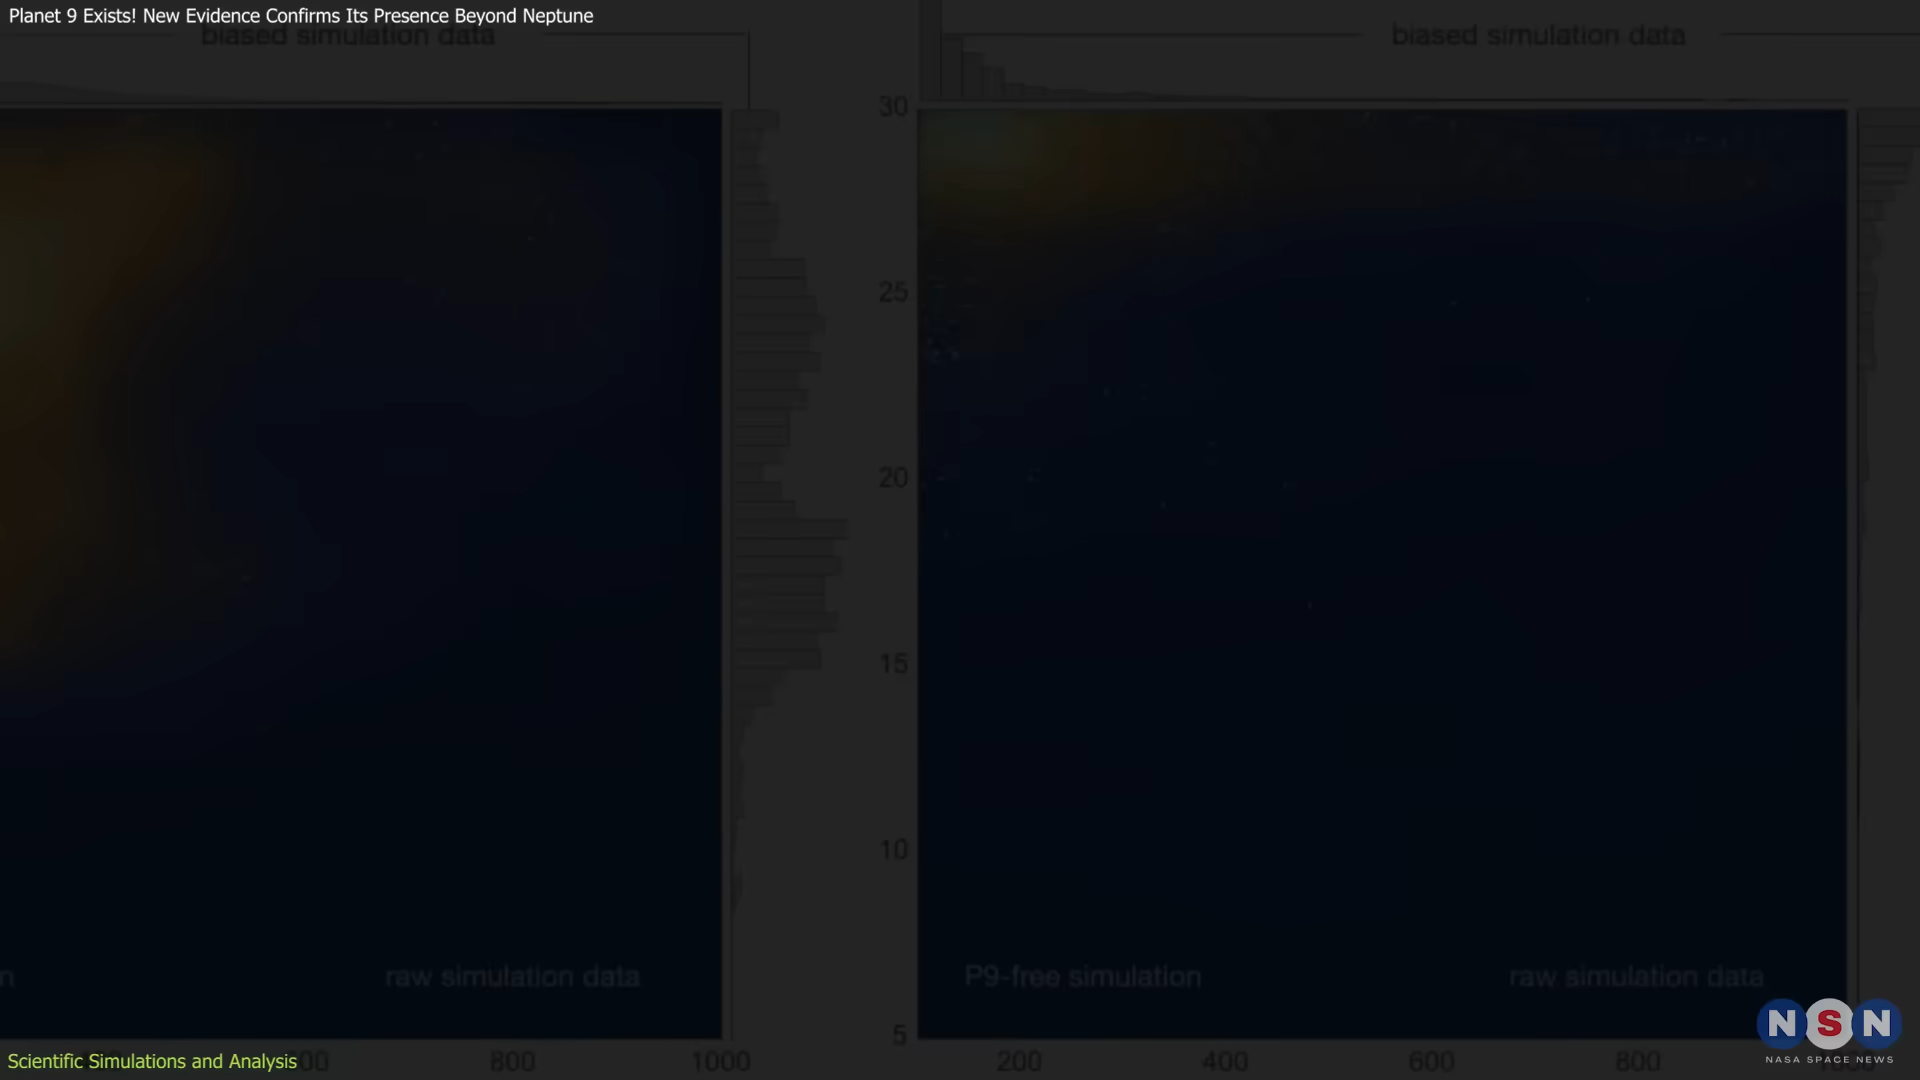 Planet 9 Exists! New Evidence Confirms Its Presence Beyond Neptune
biased simulation data
biased simulation data
30
25
20
15
10
5
raw simulation data
P9-free simulation
raw simulation data
800
1000
200
400
600
800
1000
Scientific Simulations and Analysis
NSN
NASA SPACE NEWS